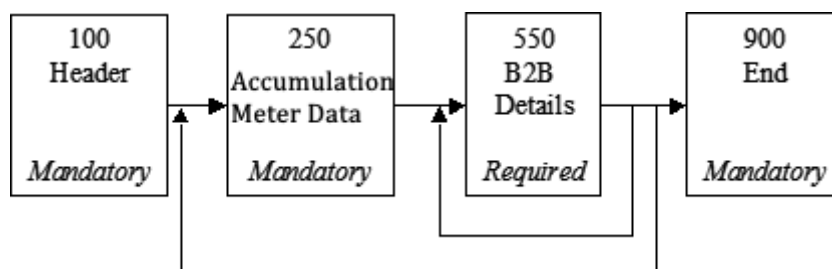 100
Header
Mandatory
250
Accumulation
Meter Data
Mandatory
550
B2B
Details
Required
900
End
Mandatory